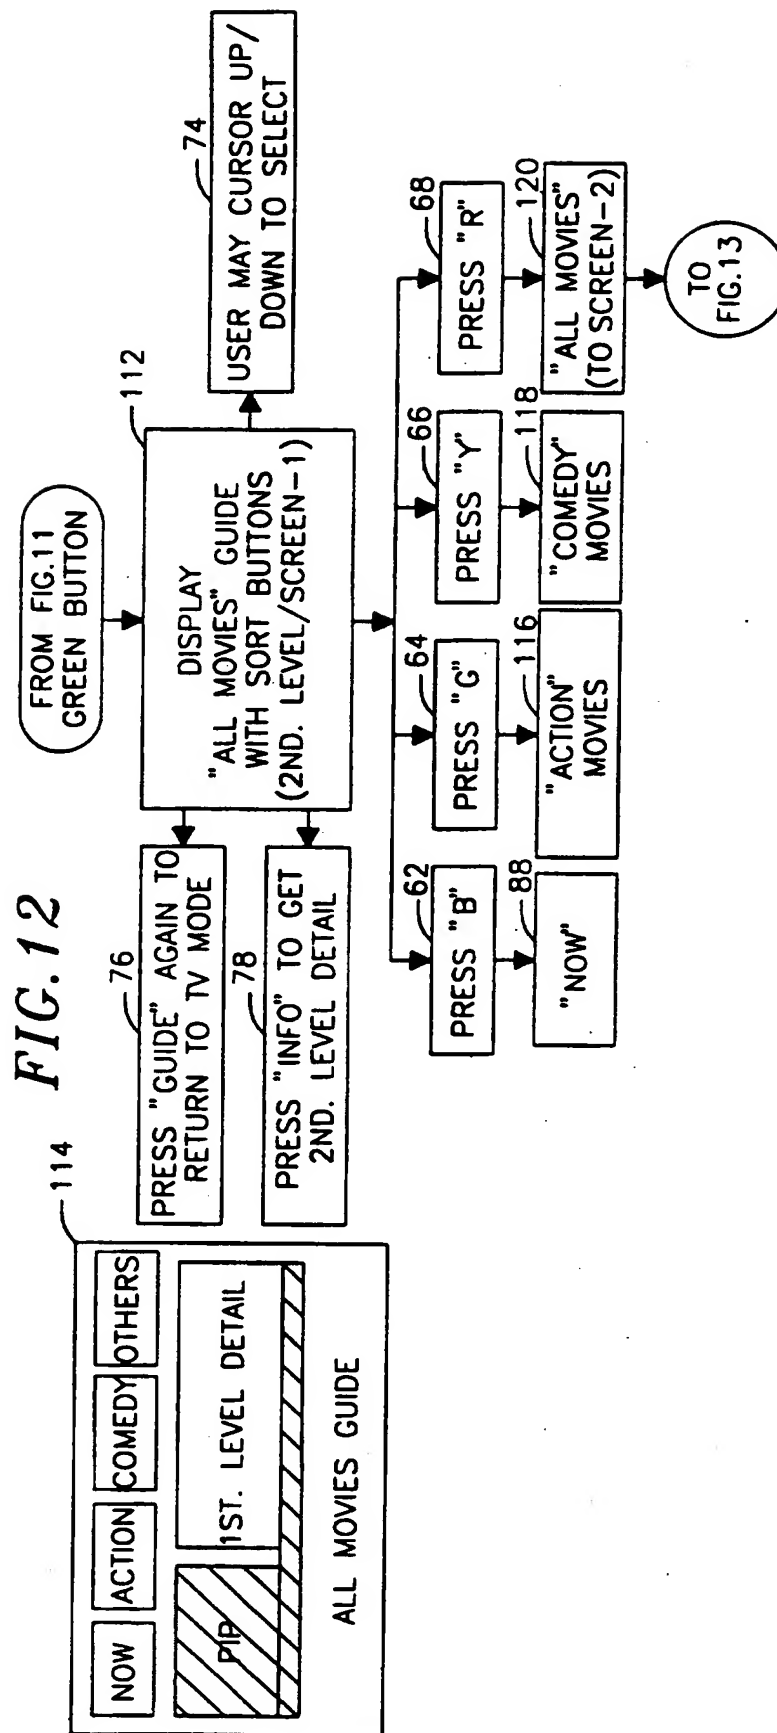 FIG.12
114
NOW
ACTION
COMEDY
OTHERS
PIP
1ST. LEVEL DETAIL
ALL MOVIES GUIDE
FROM FIG.11
GREEN BUTTON
112
DISPLAY
"ALL MOVIES" GUIDE
WITH SORT BUTTONS
(2ND. LEVEL/SCREEN-1)
74
USER MAY CURSOR UP/
DOWN TO SELECT
76
PRESS "GUIDE" AGAIN TO
RETURN TO TV MODE
78
PRESS "INFO" TO GET
2ND. LEVEL DETAIL
62
PRESS "B"
64
PRESS "G"
66
PRESS "Y"
68
PRESS "R"
88
"NOW"
116
"ACTION"
MOVIES
118
"COMEDY"
MOVIES
120
"ALL MOVIES"
(TO SCREEN-2)
TO
FIG.13